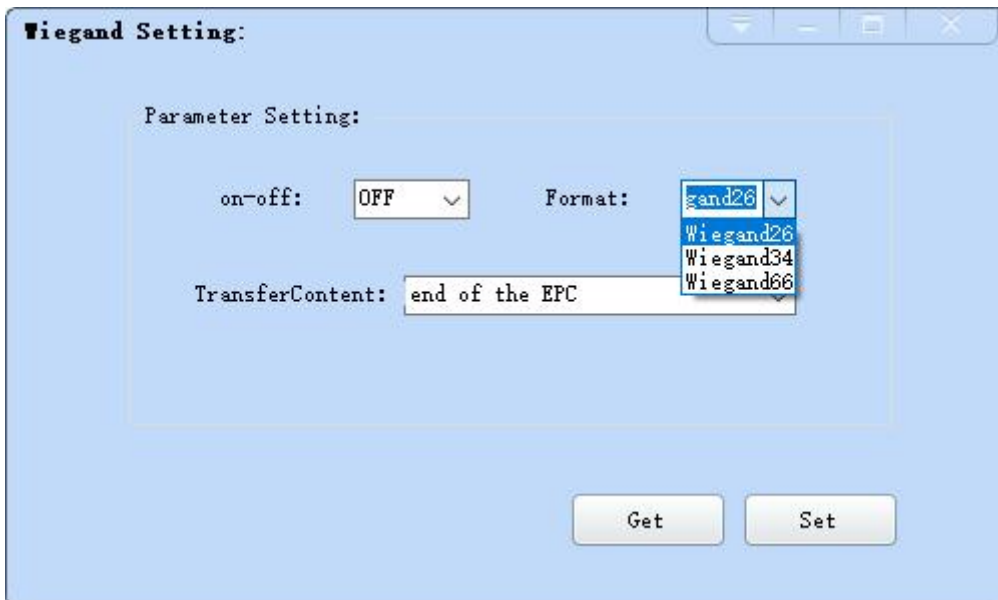 Wiegand Setting:
Parameter Setting:
on-off: OFF Format: gand26
Wiegand26
Wiegand34
Wiegand66
TransferContent: end of the EPC
Get Set